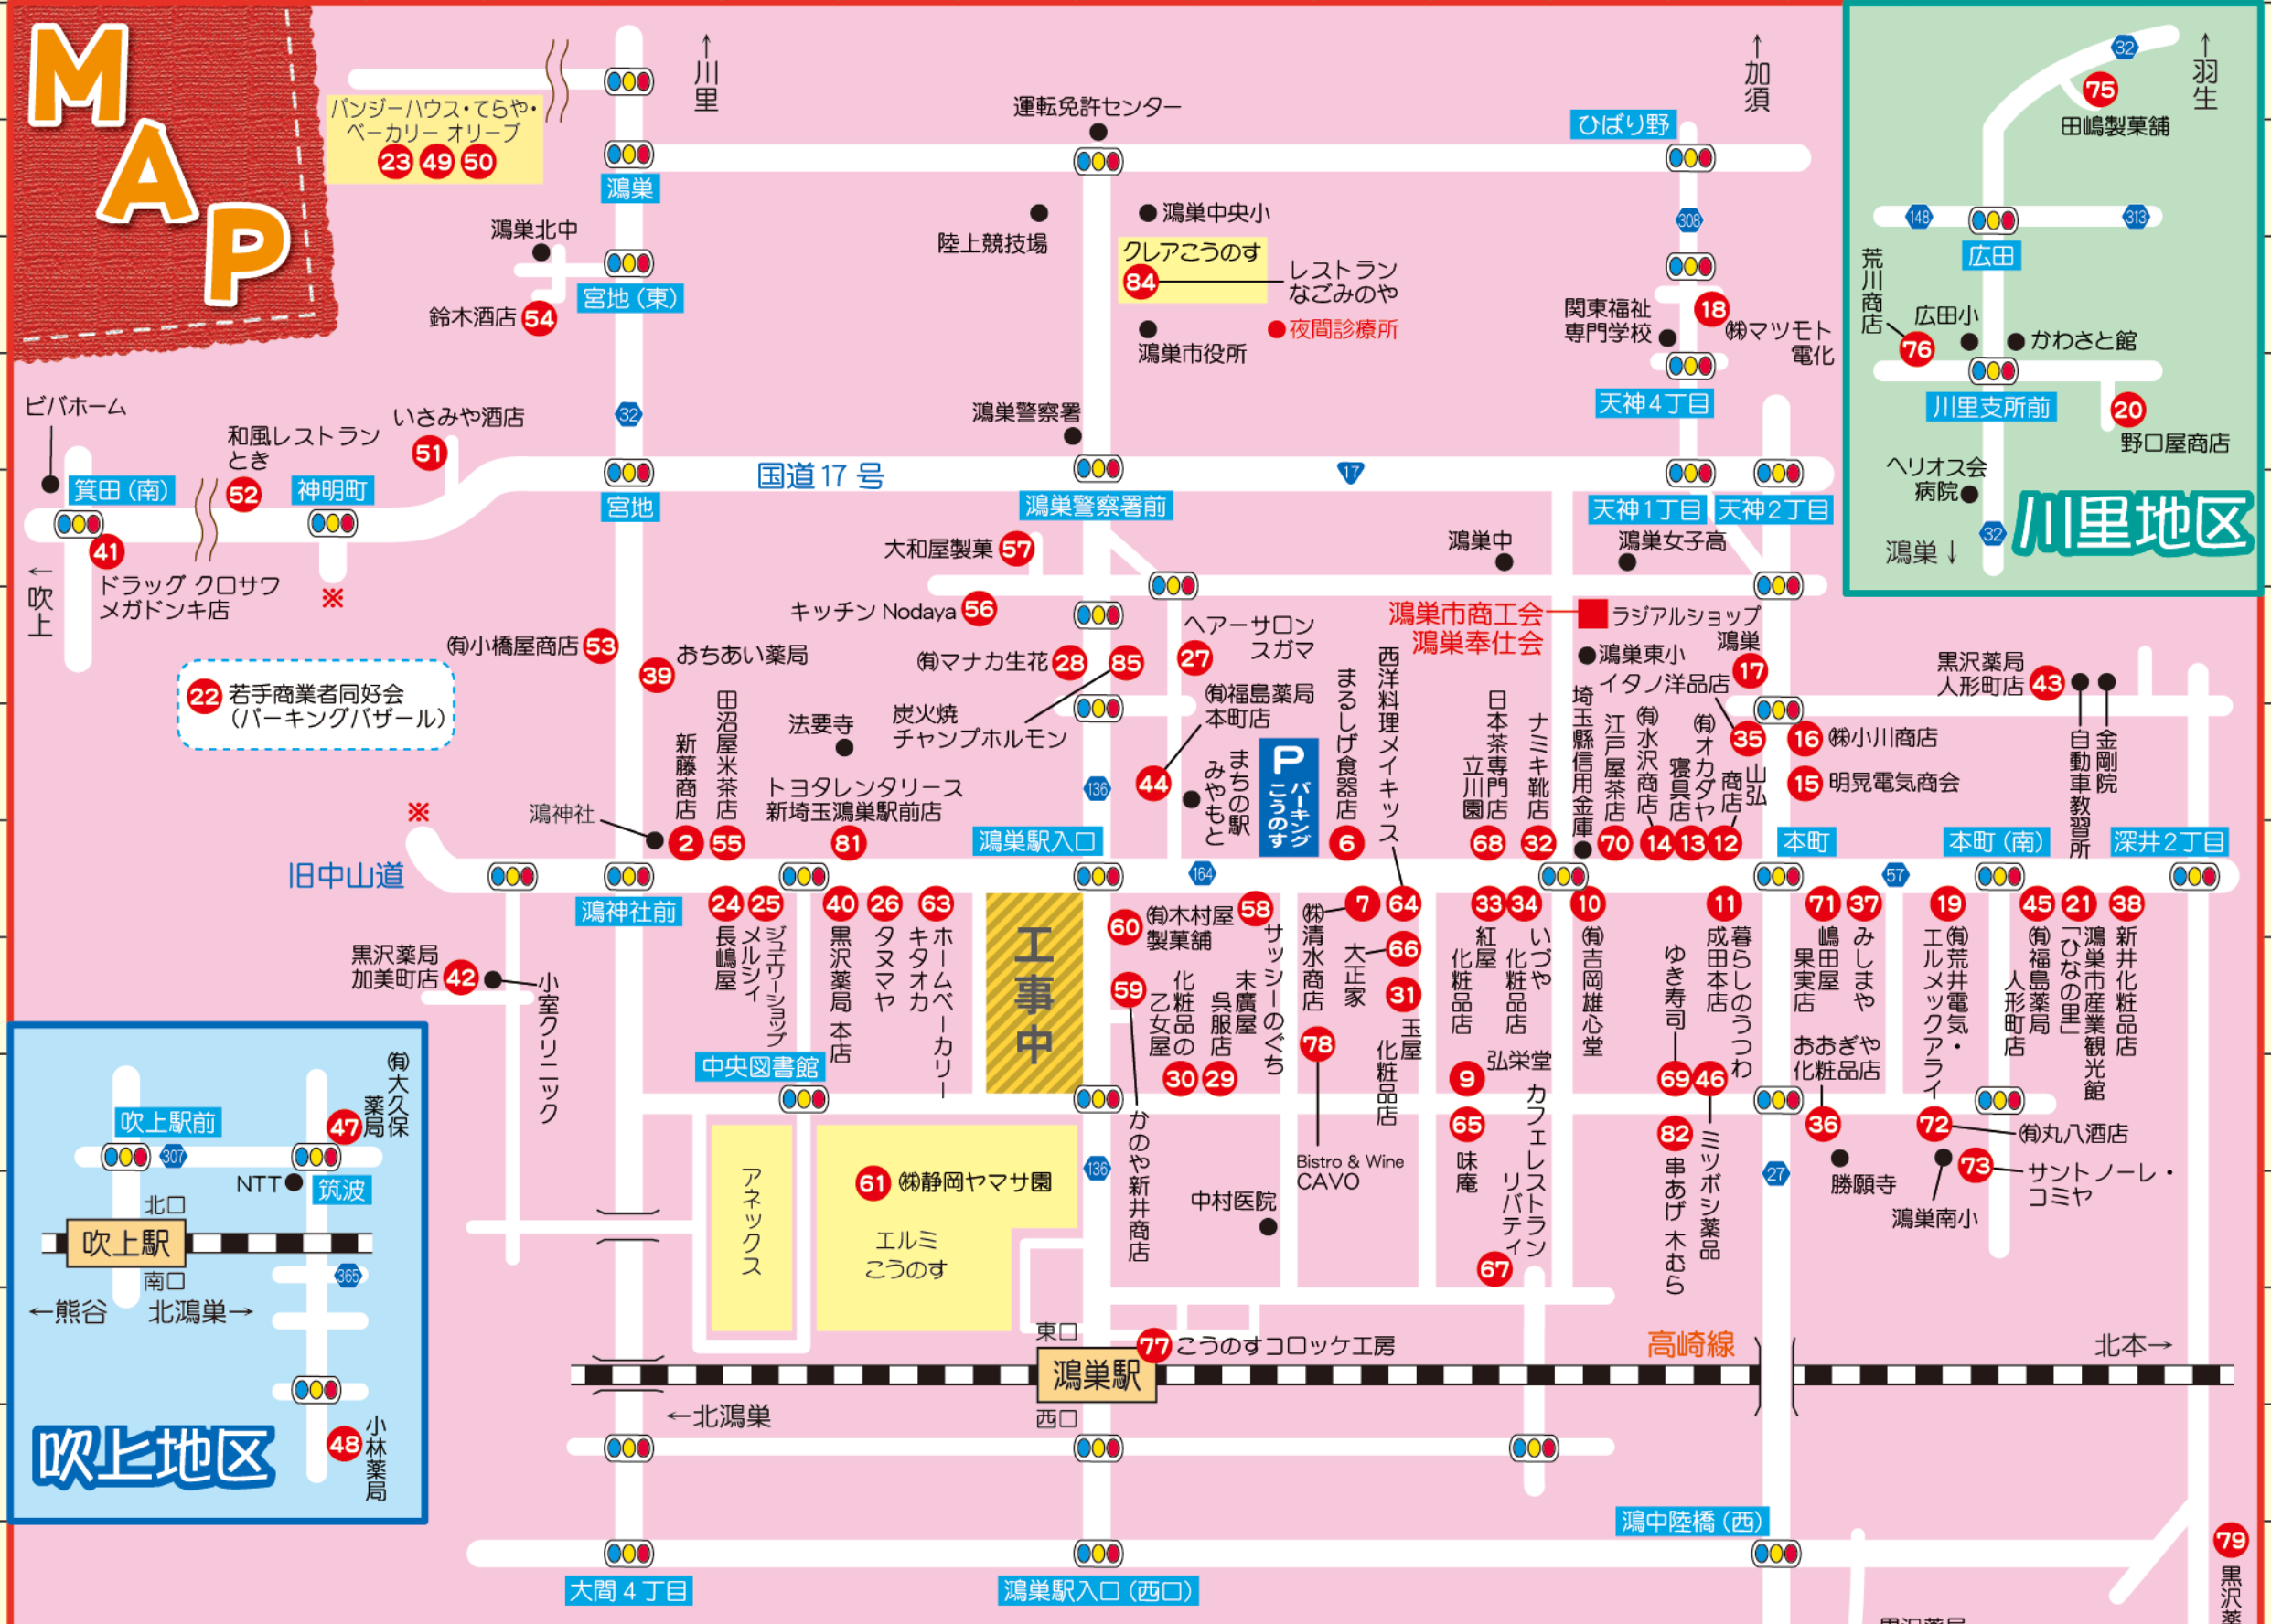 MAP
パンジーハウス・てらや・
ベーカリー オリーブ
23 49 50
↑川里
鴻巣
運転免許センター
ひばり野
↑加須
鴻巣北中
宮地（東）
鈴木酒店 54
陸上競技場
鴻巣中央小
クレアこうのす
84
レストラン
なごみのや
鴻巣市役所
夜間診療所
308
関東福祉
専門学校
18
㈱マツモト
電化
天神4丁目
32
75
田嶋製菓舗
↑羽生
148
313
広田
荒川商店
76
広田小
かわさと館
川里支所前
20
野口屋商店
ヘリオス会
病院
32
鴻巣↓
川里地区
ビバホーム
箕田（南）
和風レストラン
とき
52
神明町
いさみや酒店
51
32
宮地
国道17号
鴻巣警察署
鴻巣警察署前
17
天神1丁目
天神2丁目
41
ドラッグ クロサワ
メガドンキ店
←吹上
※
大和屋製菓 57
キッチン Nodaya 56
鴻巣中
鴻巣女子高
鴻巣市商工会
鴻巣奉仕会
ラジアルショップ
鴻巣
17
鴻巣東小
イタノ洋品店
35
㈲小橋屋商店 53
39
おちあい薬局
㈲マナカ生花 28
85
炭火焼
チャンプホルモン
27
ヘアーサロン
スガマ
㈲福島薬局
本町店
44
まちの駅
みやもと
P
パーキング
こうのす
22 若手商業者同好会
（パーキングバザール）
※
旧中山道
鴻神社
新藤商店
2
田沼屋米茶店
55
法要寺
トヨタレンタリース
新埼玉鴻巣駅前店
81
136
鴻巣駅入口
164
まるしげ食器店
6
西洋料理メイキッス
64
日本茶専門店
立川園
68
ナミキ靴店
32
埼玉縣信用金庫
江戸屋茶店
70
㈲水沢商店
14
㈲オカダヤ
寝具店
13
山弘
商店
12
16 ㈱小川商店
15 明晃電気商会
黒沢薬局
人形町店 43
自動車教習所
金剛院
本町
57
本町（南）
深井2丁目
鴻神社前
24
長嶋屋
25
ジュエリーショップ
メルシィ
40
黒沢薬局 本店
26
タヌマヤ
63
ホームベーカリー
キタオカ
工事中
60
㈲木村屋
製菓舗
58
サッシーのぐち
59
かのや新井商店
化粧品の
乙女屋
30
末廣屋
呉服店
29
7
㈱清水商店
66
大正家
31
玉屋
化粧品店
78
Bistro & Wine
CAVO
33
紅屋
化粧品店
34
いづや
化粧品店
10
㈲吉岡雄心堂
9
弘栄堂
65
味庵
カフェレストラン
リバティ
67
11
暮らしのうつわ
成田本店
ゆき寿司
69
46
ミツボシ薬品
82
串あげ 木むら
71
嶋田屋
果実店
37
みしまや
おおぎや
化粧品店
36
19
㈲荒井電気・
エルメックアライ
45
㈲福島薬局
人形町店
21
鴻巣市産業観光館
「ひなの里」
38
新井化粧品店
72
㈲丸八酒店
73
サントノーレ・
コミヤ
勝願寺
鴻巣南小
27
黒沢薬局
加美町店 42
小室クリニック
中央図書館
アネックス
61 ㈱静岡ヤマサ園
エルミ
こうのす
136
中村医院
東口
鴻巣駅
西口
77 こうのすコロッケ工房
高崎線
北本→
←北鴻巣
吹上駅前
307
㈲大久保
薬局
47
NTT
筑波
北口
吹上駅
南口
365
←熊谷
北鴻巣→
吹上地区
48
小林薬局
大間4丁目
鴻巣駅入口（西口）
鴻中陸橋（西）
79
黒沢